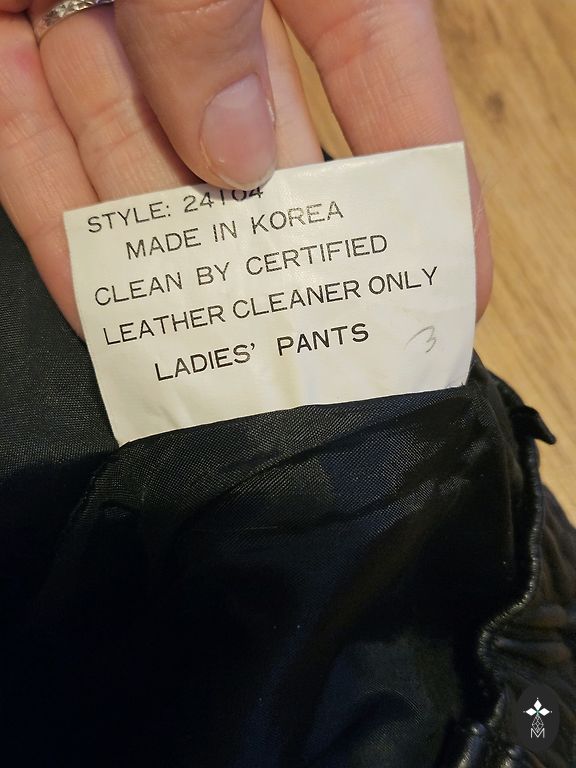 STYLE: 24104
MADE IN KOREA
CLEAN BY CERTIFIED
LEATHER CLEANER ONLY
LADIES' PANTS 3
M